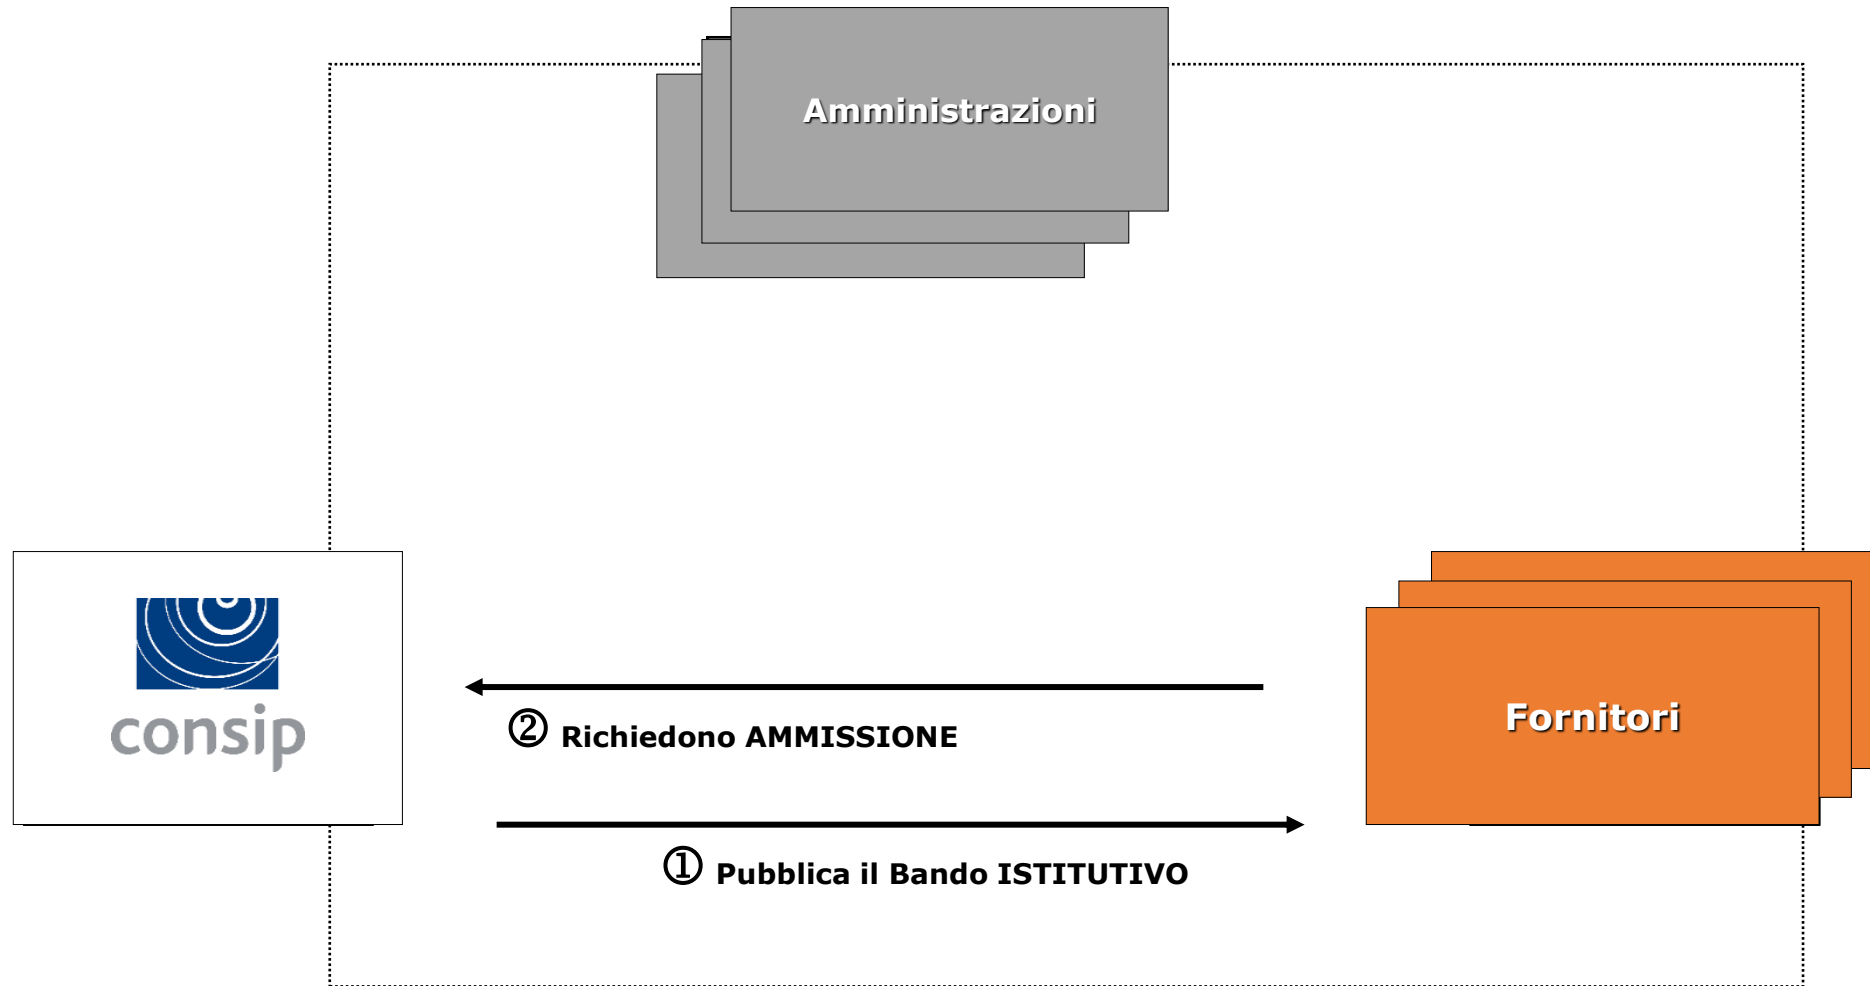 Amministrazioni
consip
Fornitori
② Richiedono AMMISSIONE
① Pubblica il Bando ISTITUTIVO